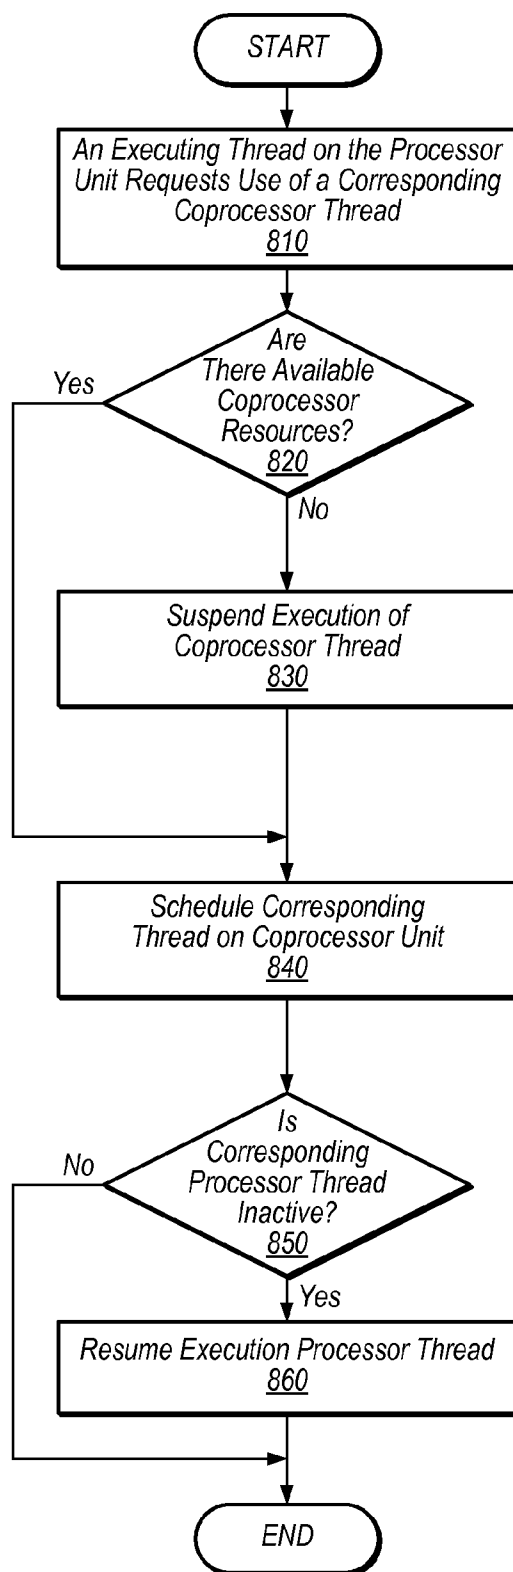 START
An Executing Thread on the Processor
Unit Requests Use of a Corresponding
Coprocessor Thread
810
Are
There Available
Coprocessor
Resources?
820
Yes
No
Suspend Execution of
Coprocessor Thread
830
Schedule Corresponding
Thread on Coprocessor Unit
840
Is
Corresponding
Processor Thread
Inactive?
850
No
Yes
Resume Execution Processor Thread
860
END